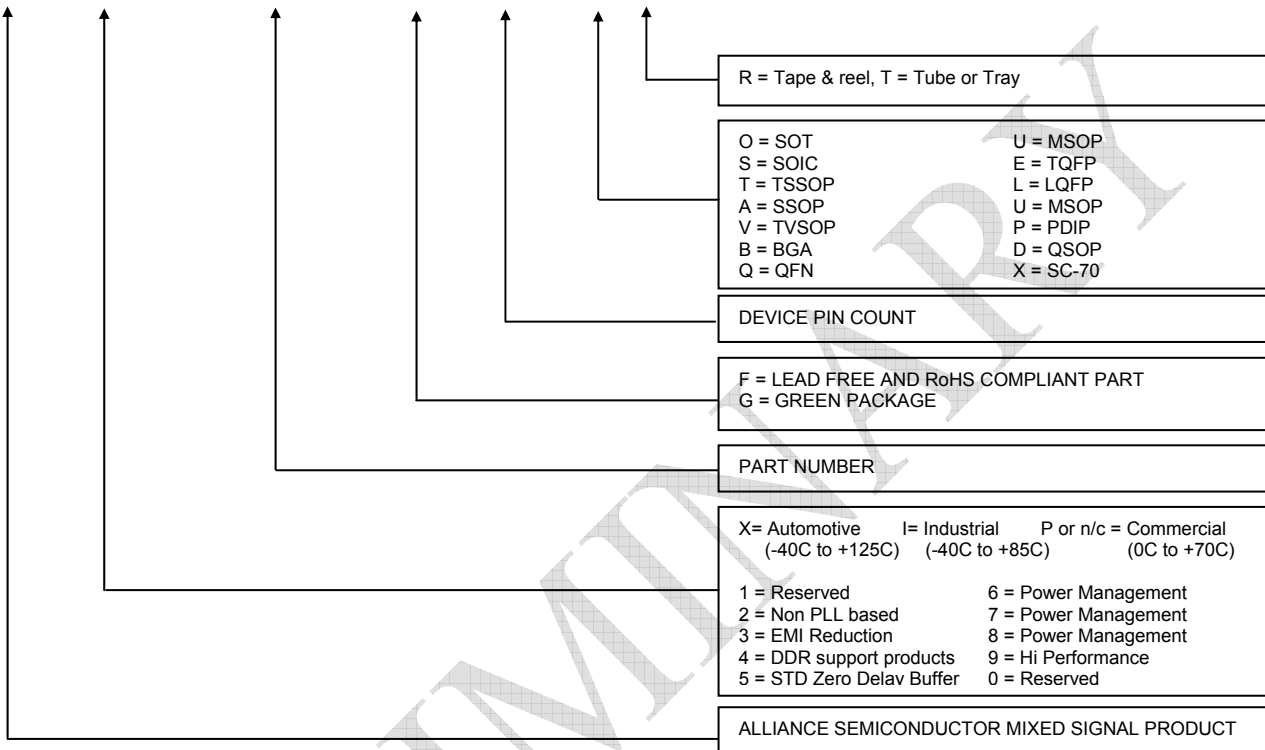 R = Tape & reel, T = Tube or Tray
O = SOT U = MSOP
S = SOIC E = TQFP
T = TSSOP L = LQFP
A = SSOP U = MSOP
V = TVSOP P = PDIP
B = BGA D = QSOP
Q = QFN X = SC-70
DEVICE PIN COUNT
F = LEAD FREE AND RoHS COMPLIANT PART
G = GREEN PACKAGE
PART NUMBER
X= Automotive I= Industrial P or n/c = Commercial
(-40C to +125C) (-40C to +85C) (0C to +70C)
1 = Reserved 6 = Power Management
2 = Non PLL based 7 = Power Management
3 = EMI Reduction 8 = Power Management
4 = DDR support products 9 = Hi Performance
5 = STD Zero Delay Buffer 0 = Reserved
ALLIANCE SEMICONDUCTOR MIXED SIGNAL PRODUCT
MINARY